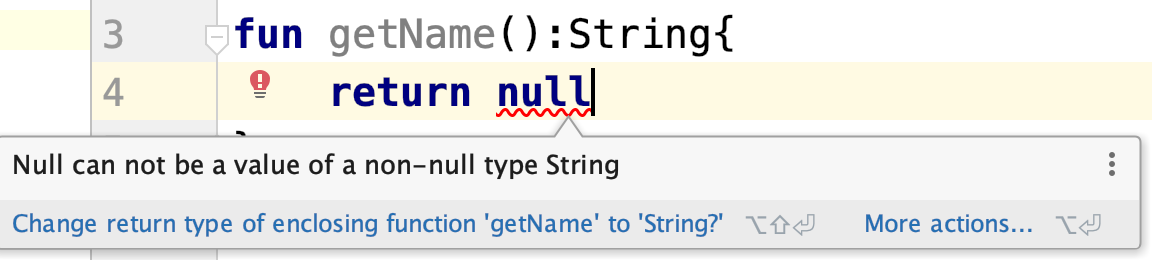 3 fun getName():String{
4 return null
}
Null can not be a value of a non-null type String
Change return type of enclosing function 'getName' to 'String?' ⌥⇧⏎ More actions... ⌥⏎